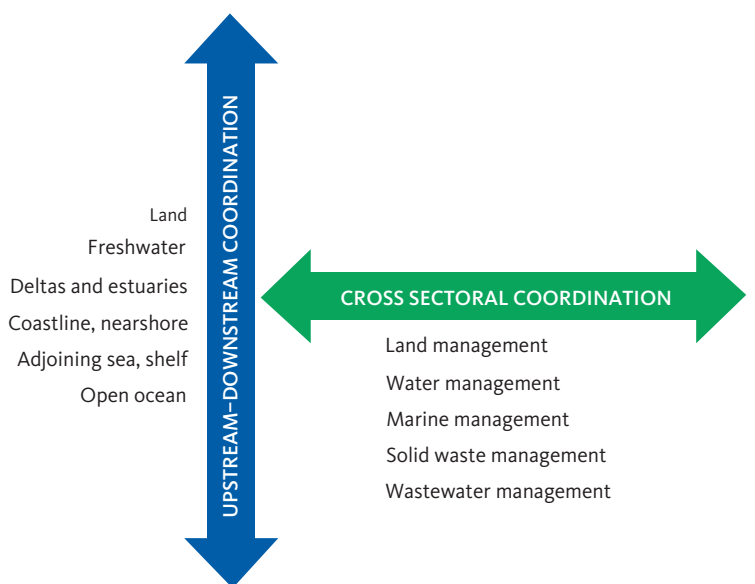 UPSTREAM–DOWNSTREAM COORDINATION
Land
Freshwater
Deltas and estuaries
Coastline, nearshore
Adjoining sea, shelf
Open ocean
CROSS SECTORAL COORDINATION
Land management
Water management
Marine management
Solid waste management
Wastewater management